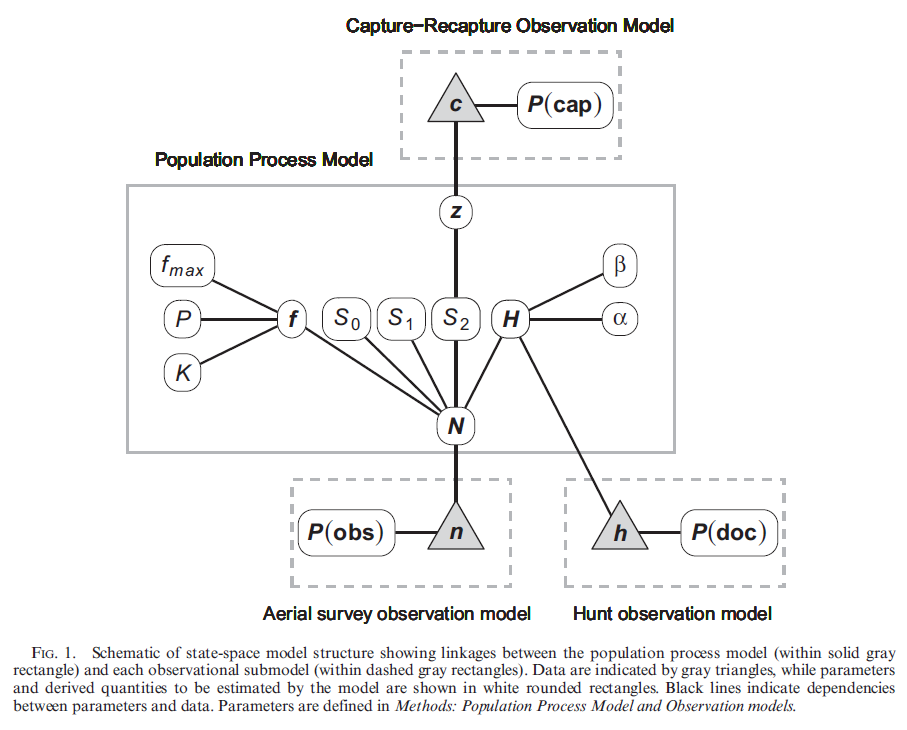 Capture−Recapture Observation Model
c
P(cap)
Population Process Model
z
fmax
β
P
f
S0
S1
S2
H
α
K
N
P(obs)
n
h
P(doc)
Aerial survey observation model
Hunt observation model
FIG. 1. Schematic of state-space model structure showing linkages between the population process model (within solid gray
rectangle) and each observational submodel (within dashed gray rectangles). Data are indicated by gray triangles, while parameters
and derived quantities to be estimated by the model are shown in white rounded rectangles. Black lines indicate dependencies
between parameters and data. Parameters are defined in Methods: Population Process Model and Observation models.